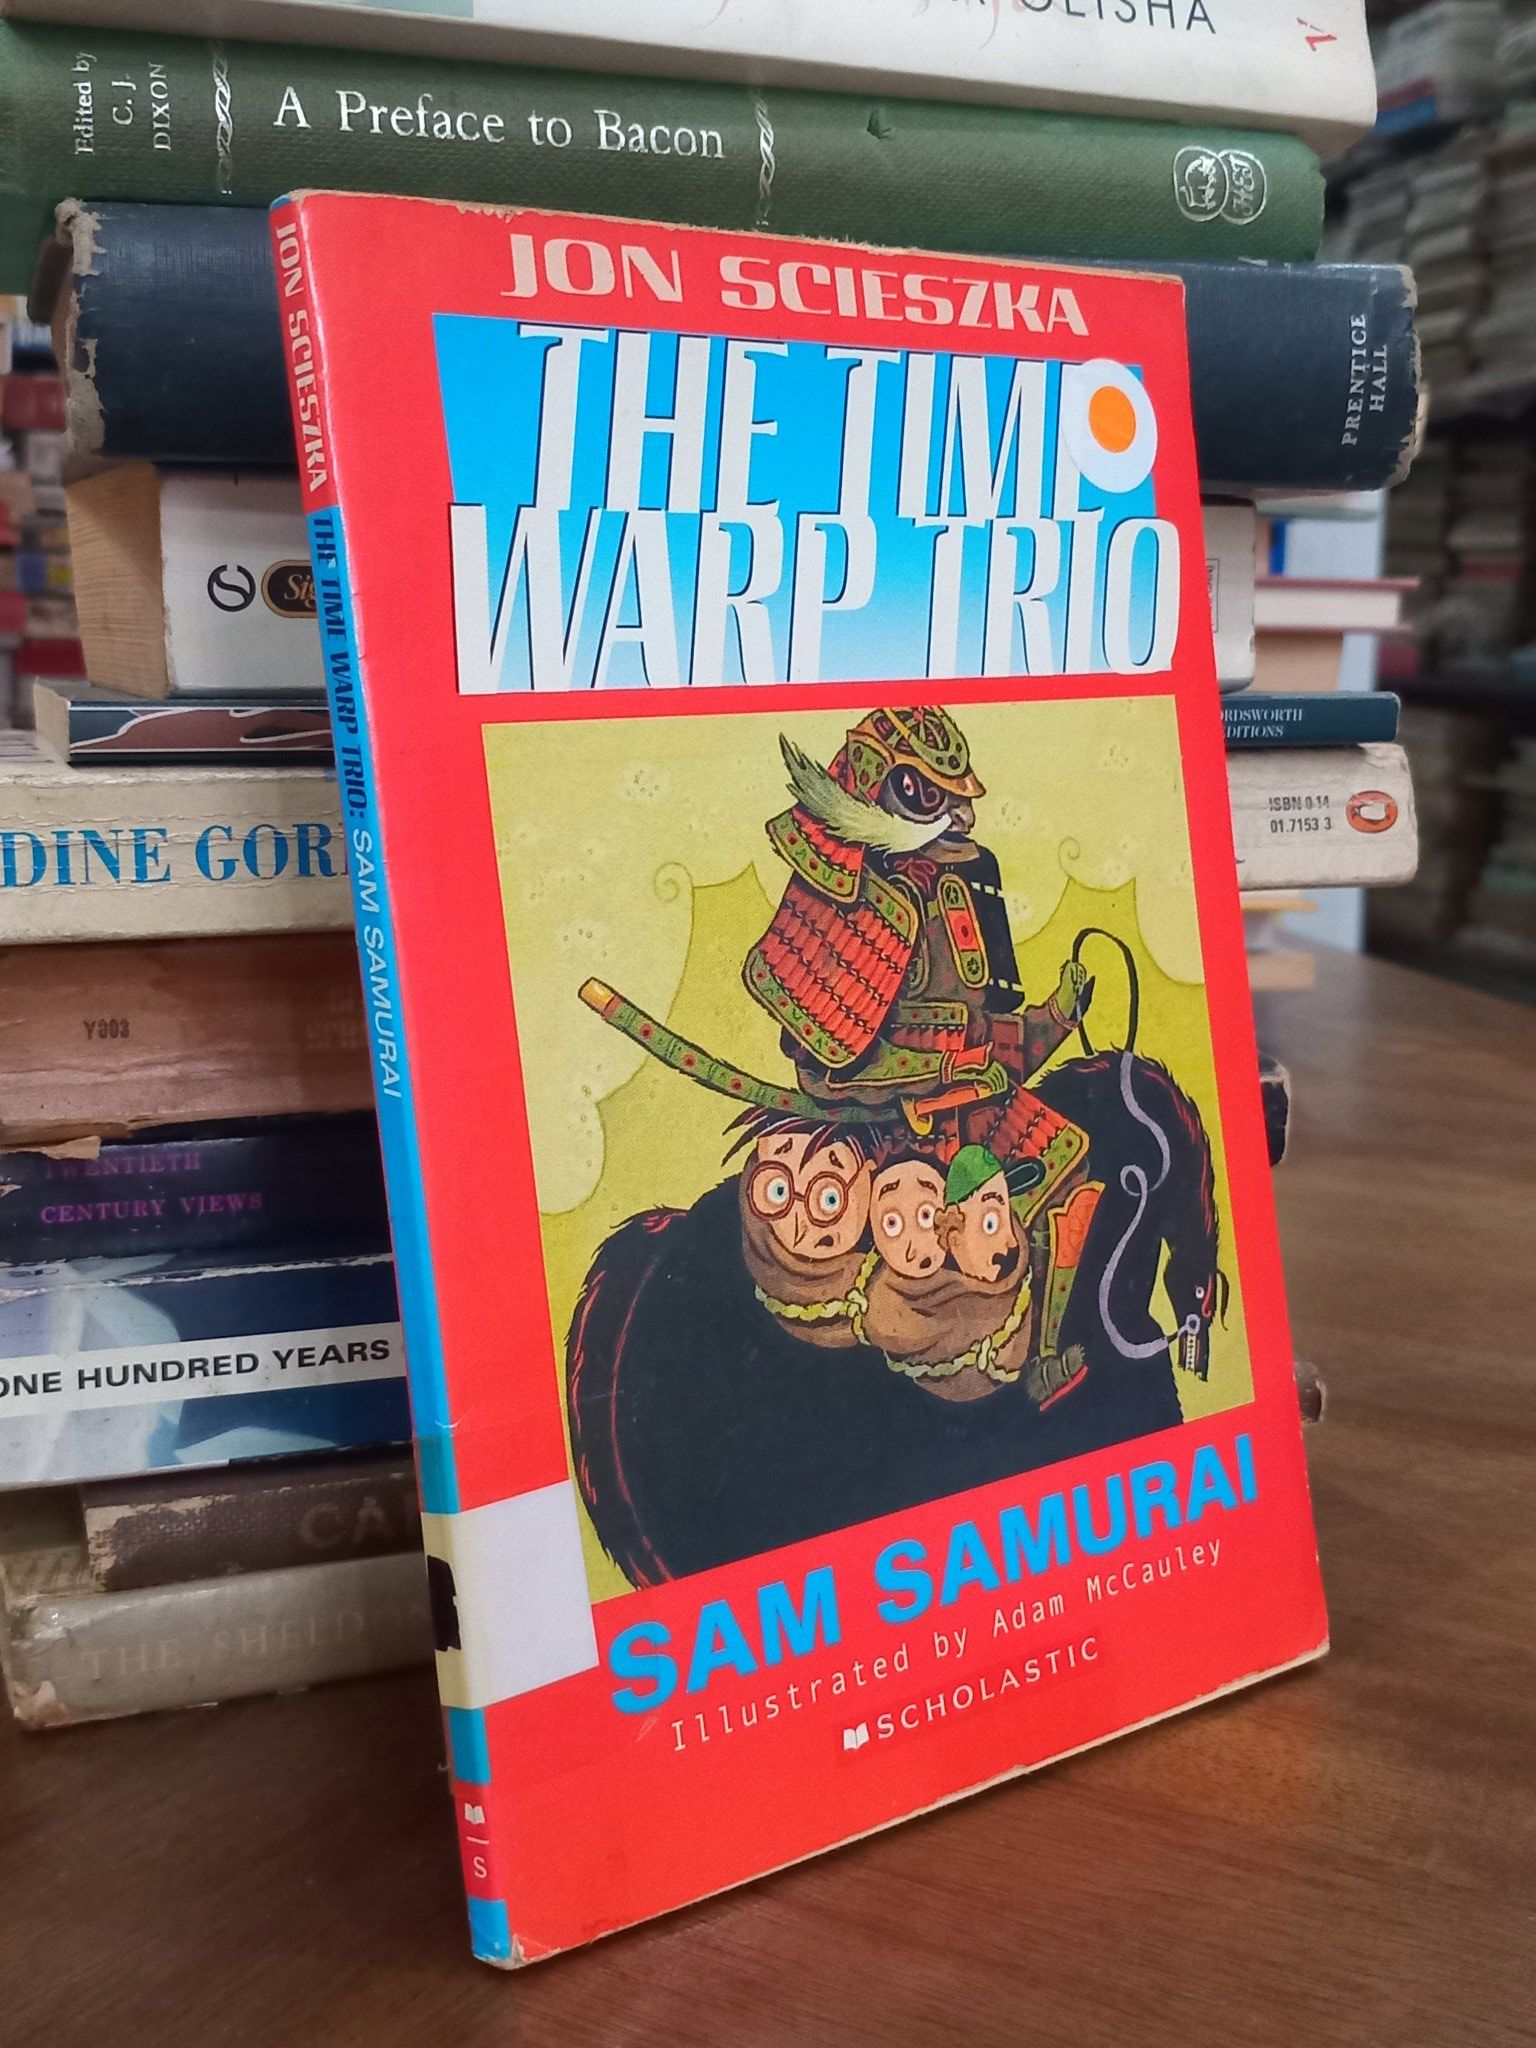 OLISHA
Edited by
C. J.
DIXON
A Preface to Bacon
PRENTICE
HALL
JON SCIESZKA
THE TIME
WARP TRIO
SAM SAMURAI
Illustrated by Adam McCauley
SCHOLASTIC
JON SCIESZKA THE TIME WARP TRIO: SAM SAMURAI
S
EDITIONS
ISBN 0 14
01.7153 3
DINE GOR
Y003
TWENTIETH
CENTURY VIEWS
ONE HUNDRED YEARS
THE